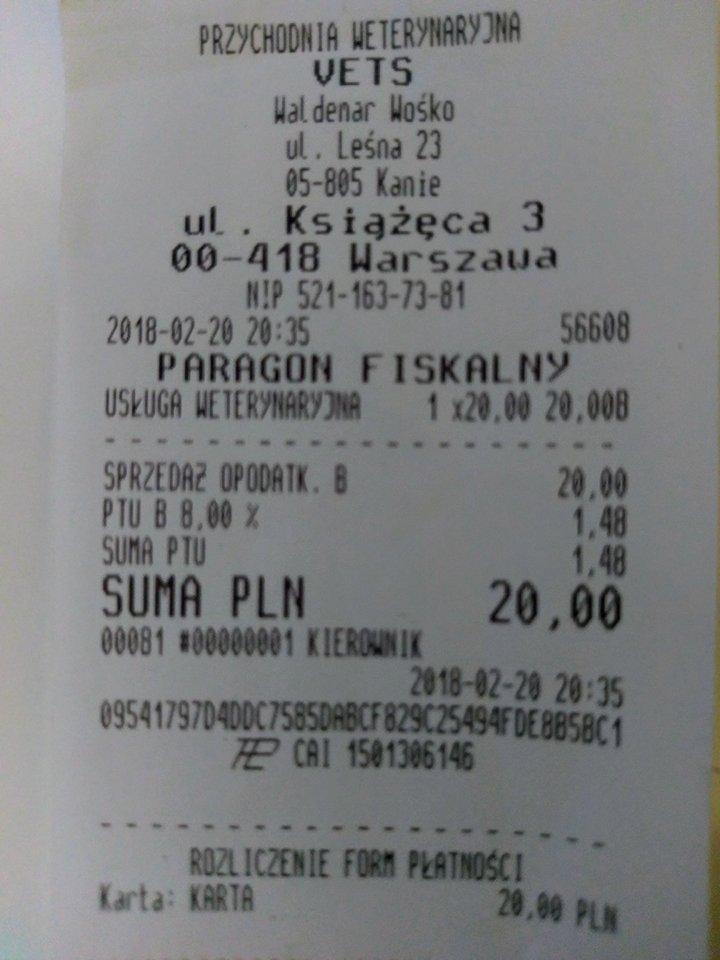 PRZYCHODNIA WETERYNARYJNA
VETS
Waldenar Wośko
ul. Leśna 23
05-805 Kanie
ul. Książęca 3
00-418 Warszawa
NIP 521-163-73-81
2018-02-20 20:35 56608
PARAGON FISKALNY
USŁUGA WETERYNARYJNA 1 x20,00 20,00B
SPRZEDAŻ OPODATK. B 20,00
PTU B 8,00 % 1,48
SUMA PTU 1,48
SUMA PLN 20,00
00081 #00000001 KIEROWNIK
2018-02-20 20:35
09541797D4DDC7585DABCF829C25494FDE8B58C1
CAI 1501306146
ROZLICZENIE FORM PŁATNOŚCI
Karta: KARTA 20,00 PLN